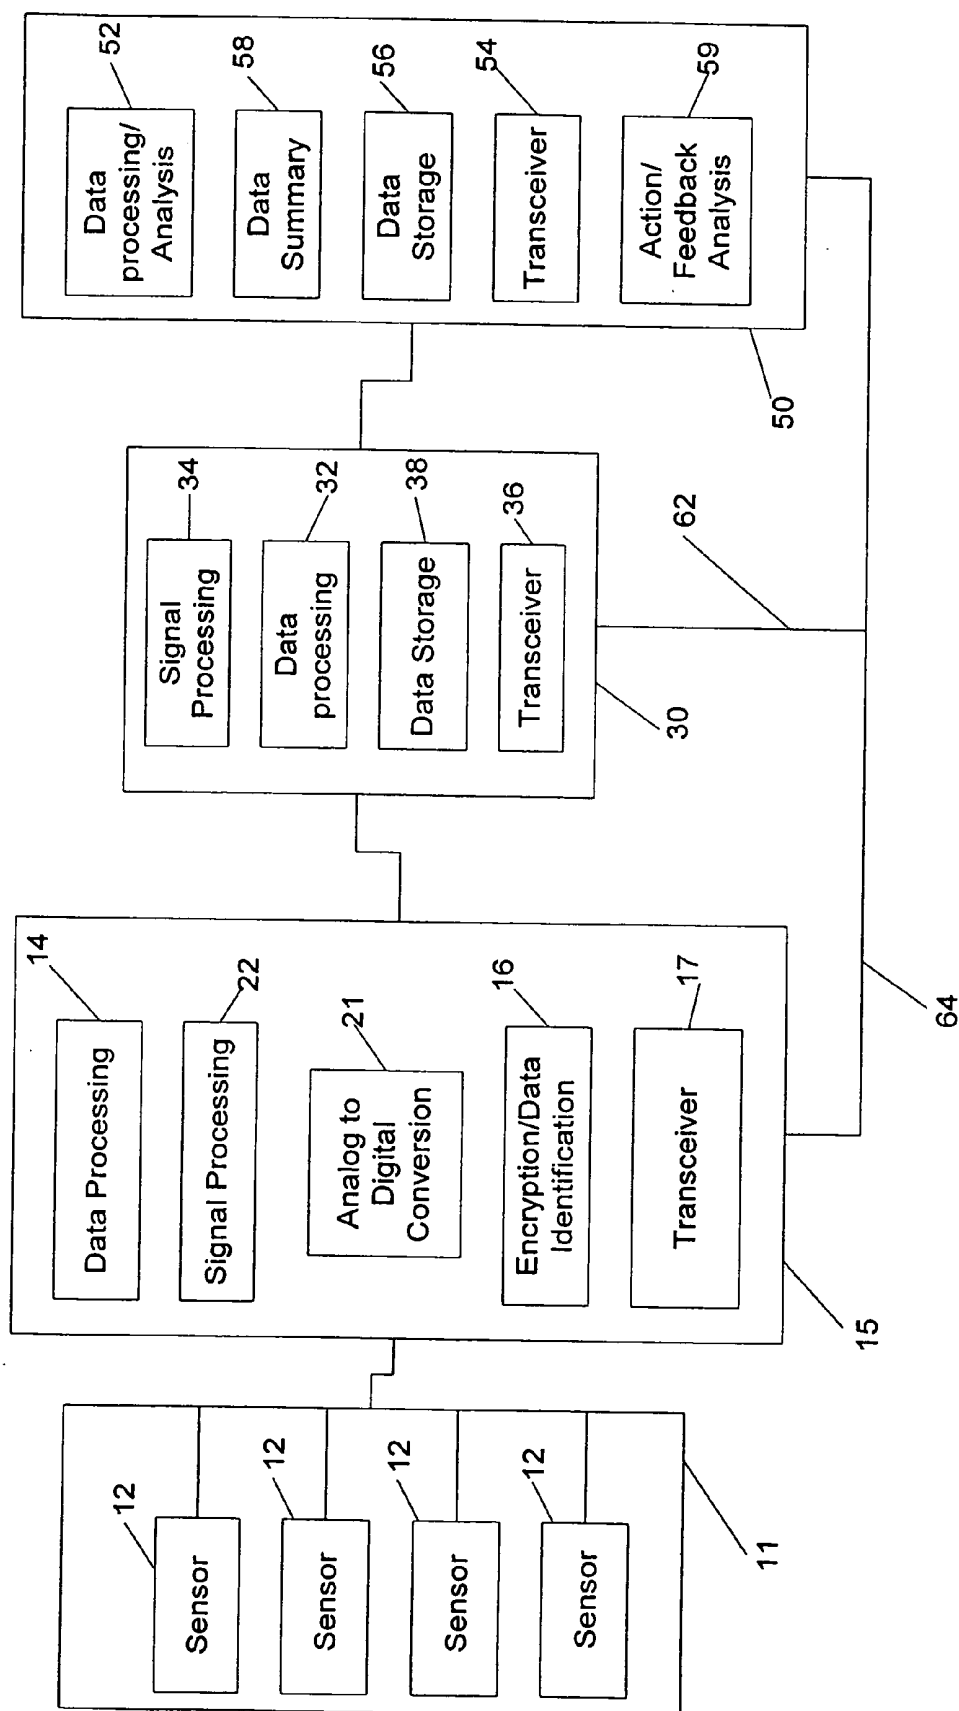 12
Sensor
12
Sensor
12
Sensor
12
Sensor
11
14
Data Processing
22
Signal Processing
21
Analog to
Digital
Conversion
16
Encryption/Data
Identification
17
Transceiver
15
34
Signal
Processing
32
Data
processing
38
Data Storage
36
Transceiver
30
52
Data
processing/
Analysis
58
Data
Summary
56
Data
Storage
54
Transceiver
59
Action/
Feedback
Analysis
50
62
64